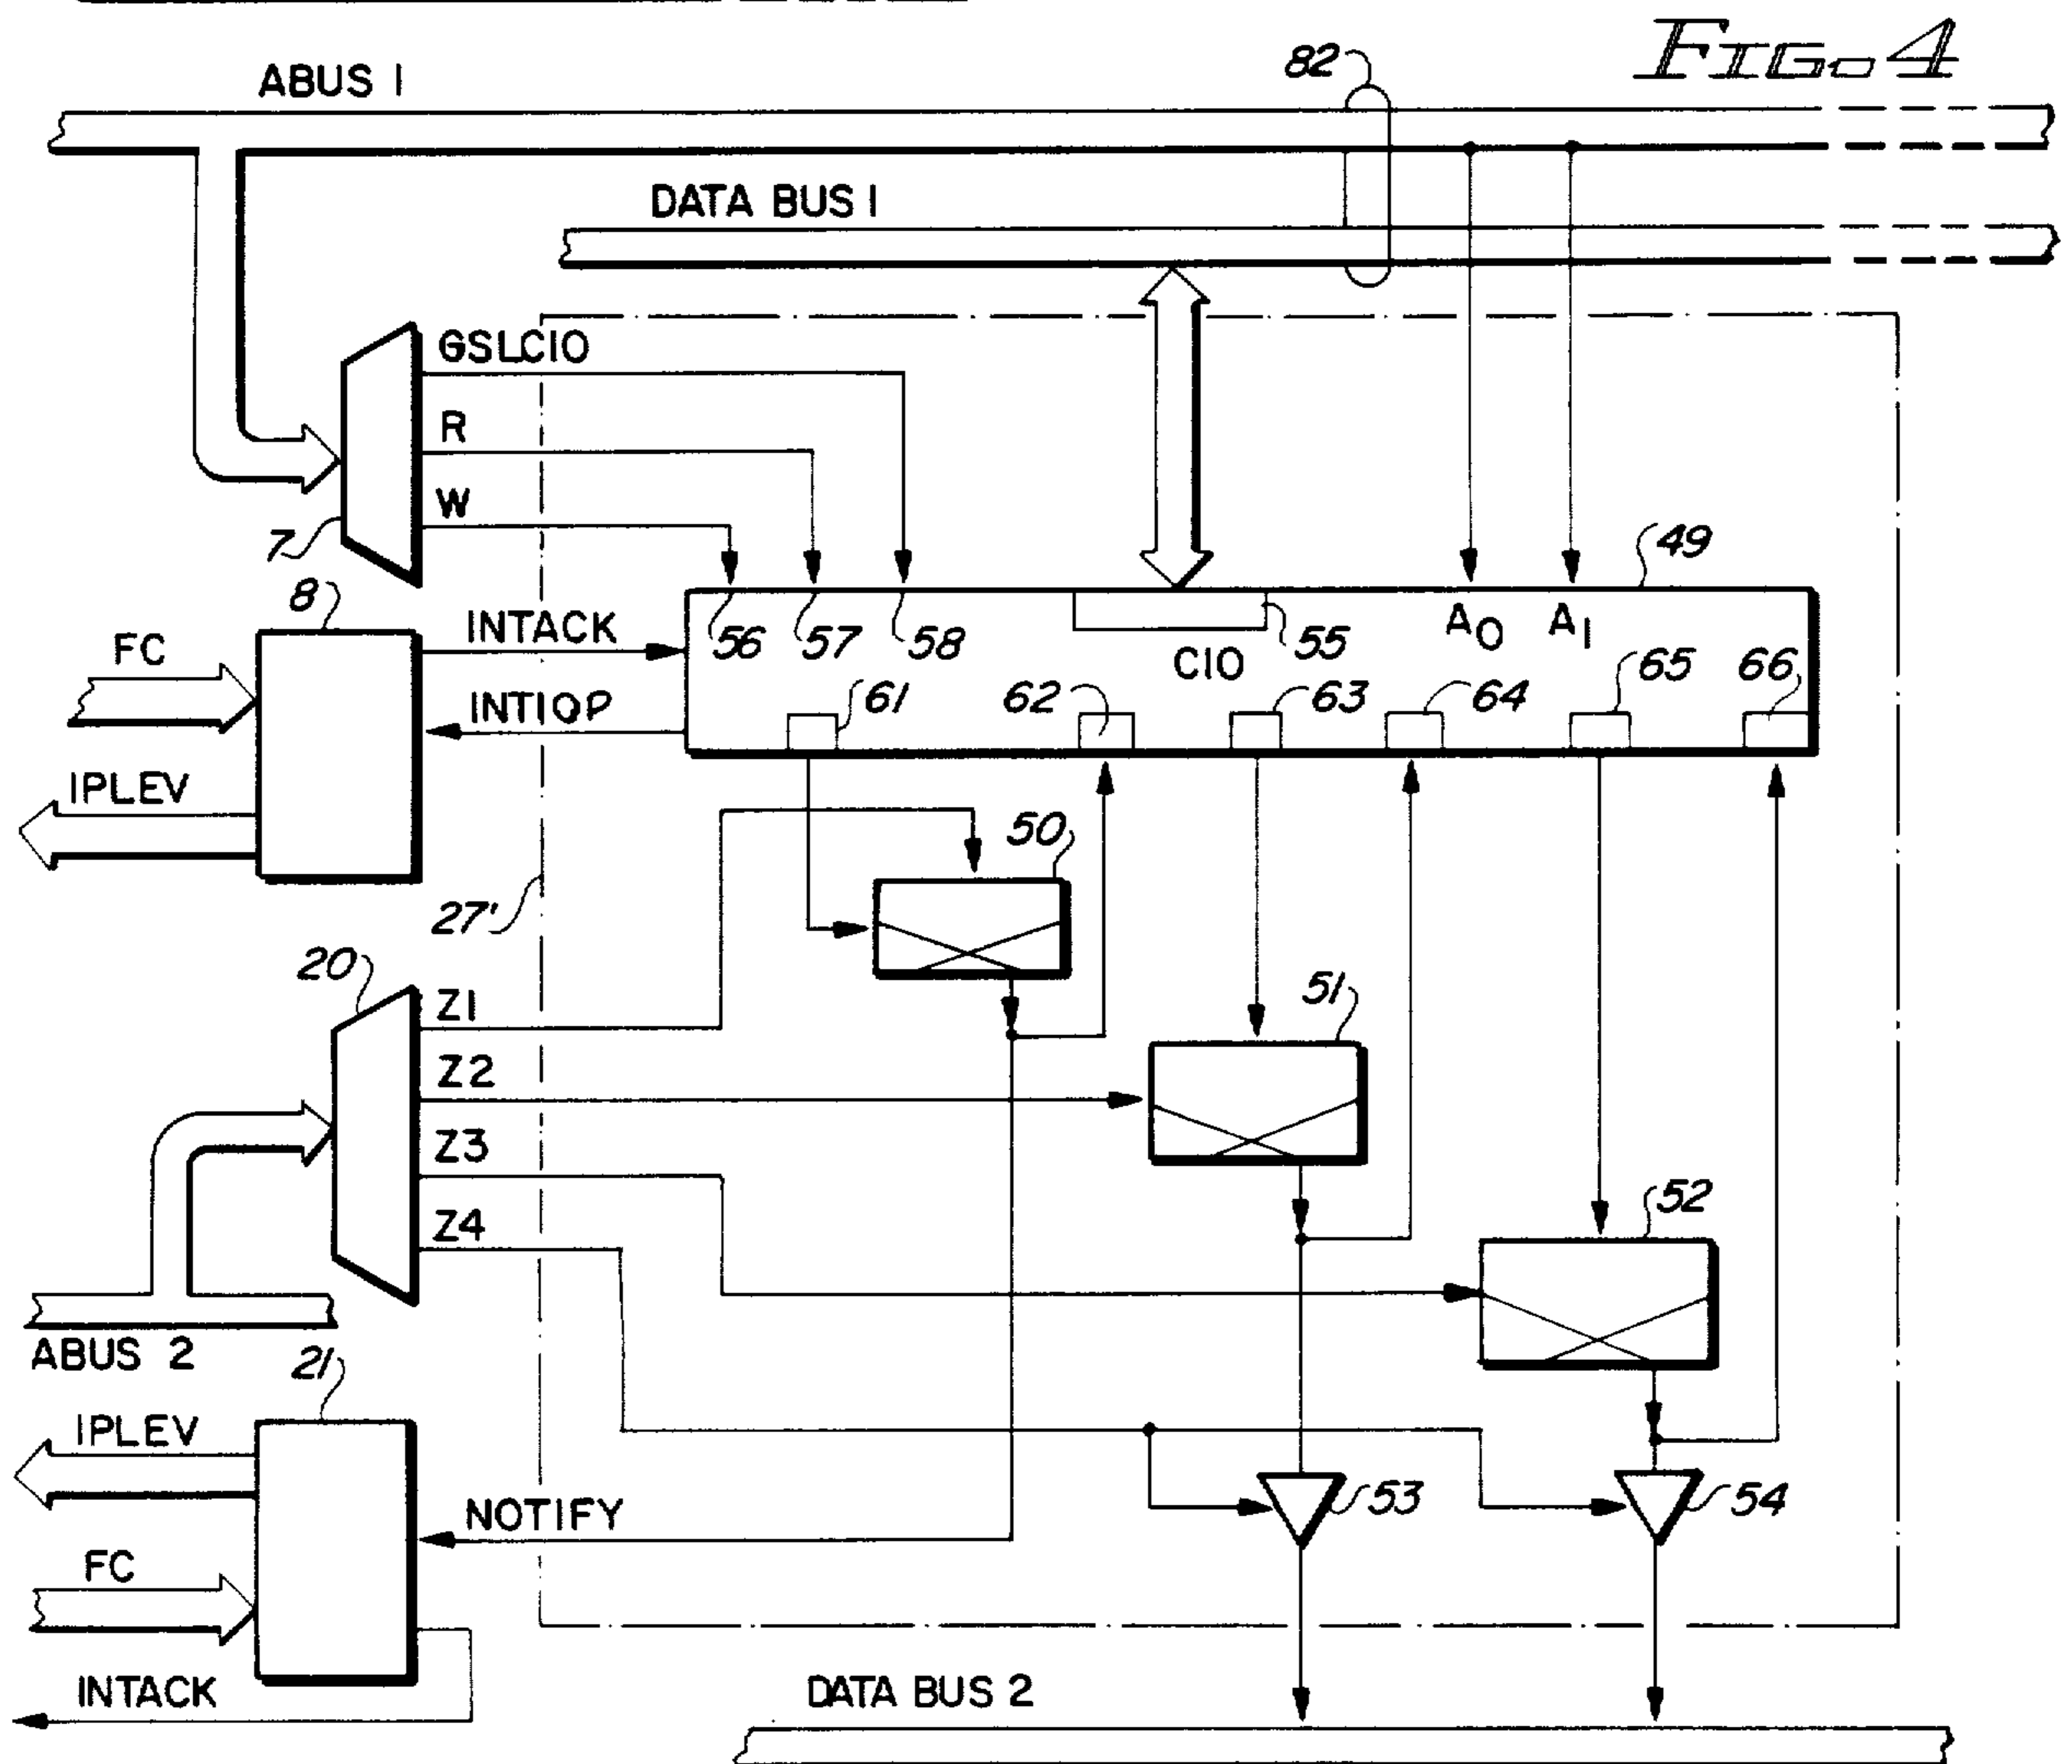 FIG. 4
82
ABUS 1
DATA BUS 1
GSLCIO
R
W
7
49
8
INTACK
56
57
58
55
A0
A1
FC
CIO
INTIOP
61
62
63
64
65
66
IPLEV
50
27'
20
51
Z1
Z2
Z3
52
Z4
ABUS 2
21
IPLEV
NOTIFY
53
54
FC
INTACK
DATA BUS 2